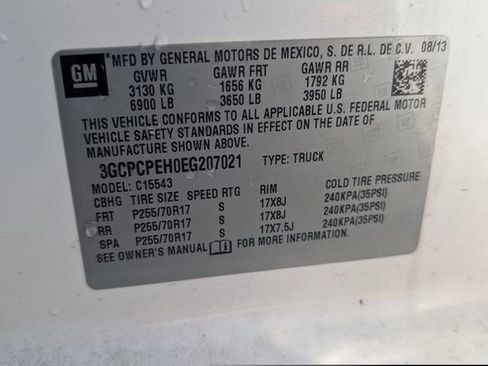 GM
MFD BY GENERAL MOTORS DE MEXICO, S. DE R.L. DE C.V. 08/13
GVWR GAWR FRT GAWR RR
3130 KG 1656 KG 1792 KG
6900 LB 3650 LB 3950 LB
THIS VEHICLE CONFORMS TO ALL APPLICABLE U.S. FEDERAL MOTOR
VEHICLE SAFETY STANDARDS IN EFFECT ON THE DATE OF
MANUFACTURE SHOWN ABOVE.
3GCPCPEH0EG207021 TYPE: TRUCK
MODEL: C15543
CBHG TIRE SIZE SPEED RTG RIM COLD TIRE PRESSURE
FRT P255/70R17 S 17X8J 240KPA(35PSI)
RR P255/70R17 S 17X8J 240KPA(35PSI)
SPA P255/70R17 S 17X7.5J 240KPA(35PSI)
SEE OWNER'S MANUAL FOR MORE INFORMATION.